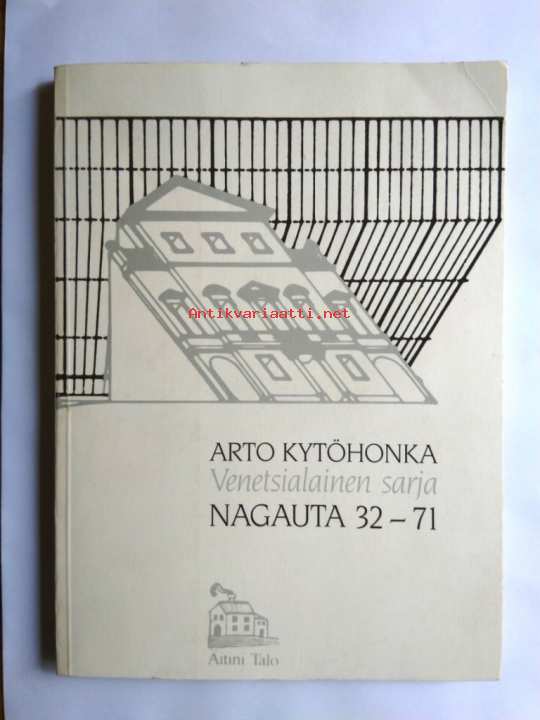 Antikvariaatti.net
ARTO KYTÖHONKA
Venetsialainen sarja
NAGAUTA 32 – 71
Äitini Talo